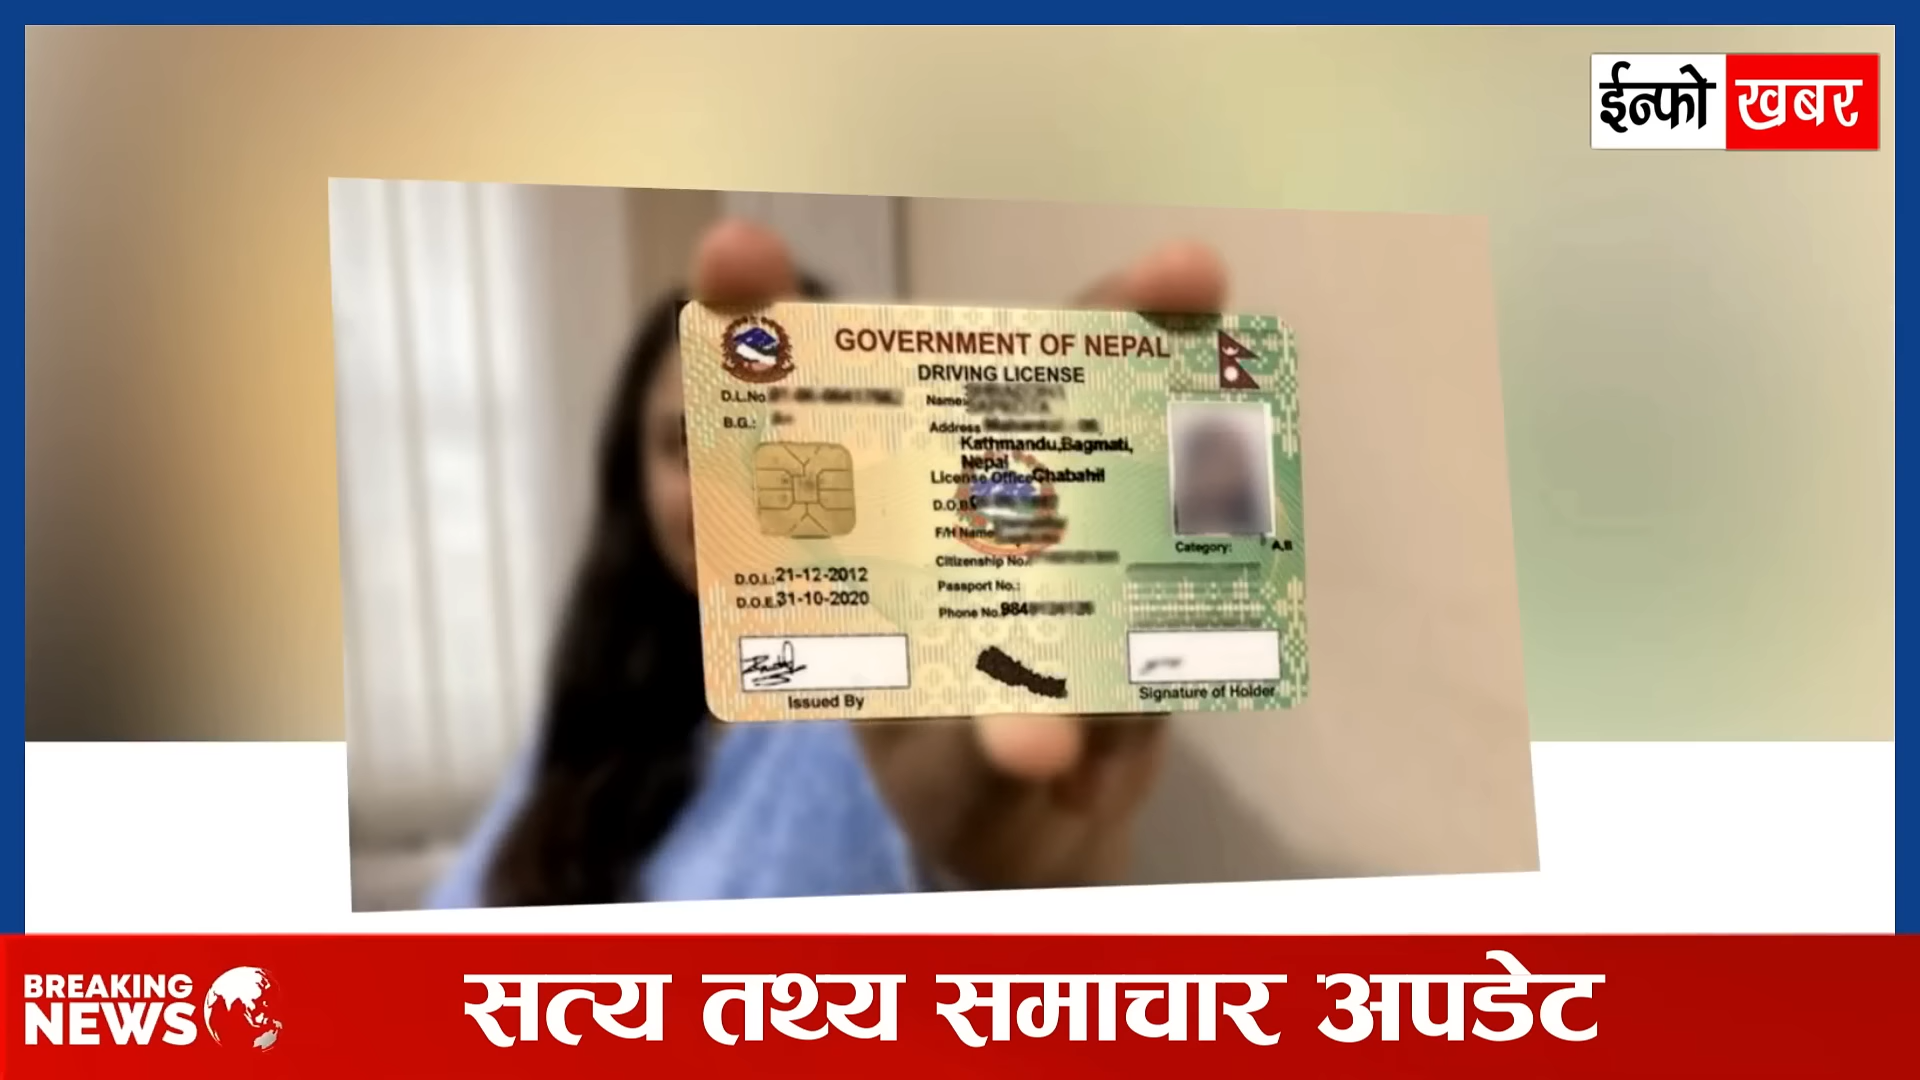 ईन्फो खबर
GOVERNMENT OF NEPAL
DRIVING LICENSE
D.L.No
B.G.:
Name:
Address
Kathmandu,Bagmati,
Nepal
License Office Chabahil
D.O.B
F/H Name
Citizenship No.
Passport No.:
Phone No. 984
Category: A,B
D.O.I.: 21-12-2012
D.O.E. 31-10-2020
Issued By
Signature of Holder
BREAKING
NEWS
सत्य तथ्य समाचार अपडेट